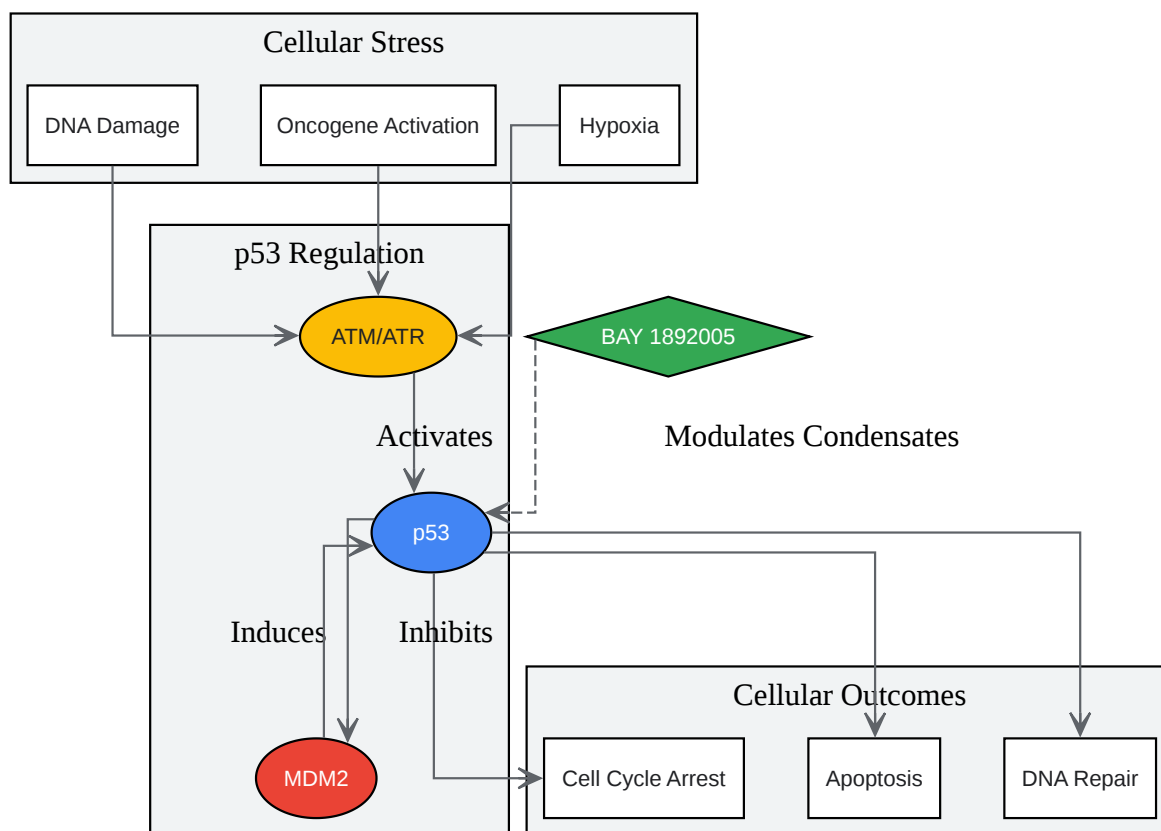 Cellular Stress
DNA Damage
Oncogene Activation
Hypoxia
p53 Regulation
ATM/ATR
BAY 1892005
Activates
Modulates Condensates
p53
Induces
Inhibits
Cellular Outcomes
MDM2
Cell Cycle Arrest
Apoptosis
DNA Repair